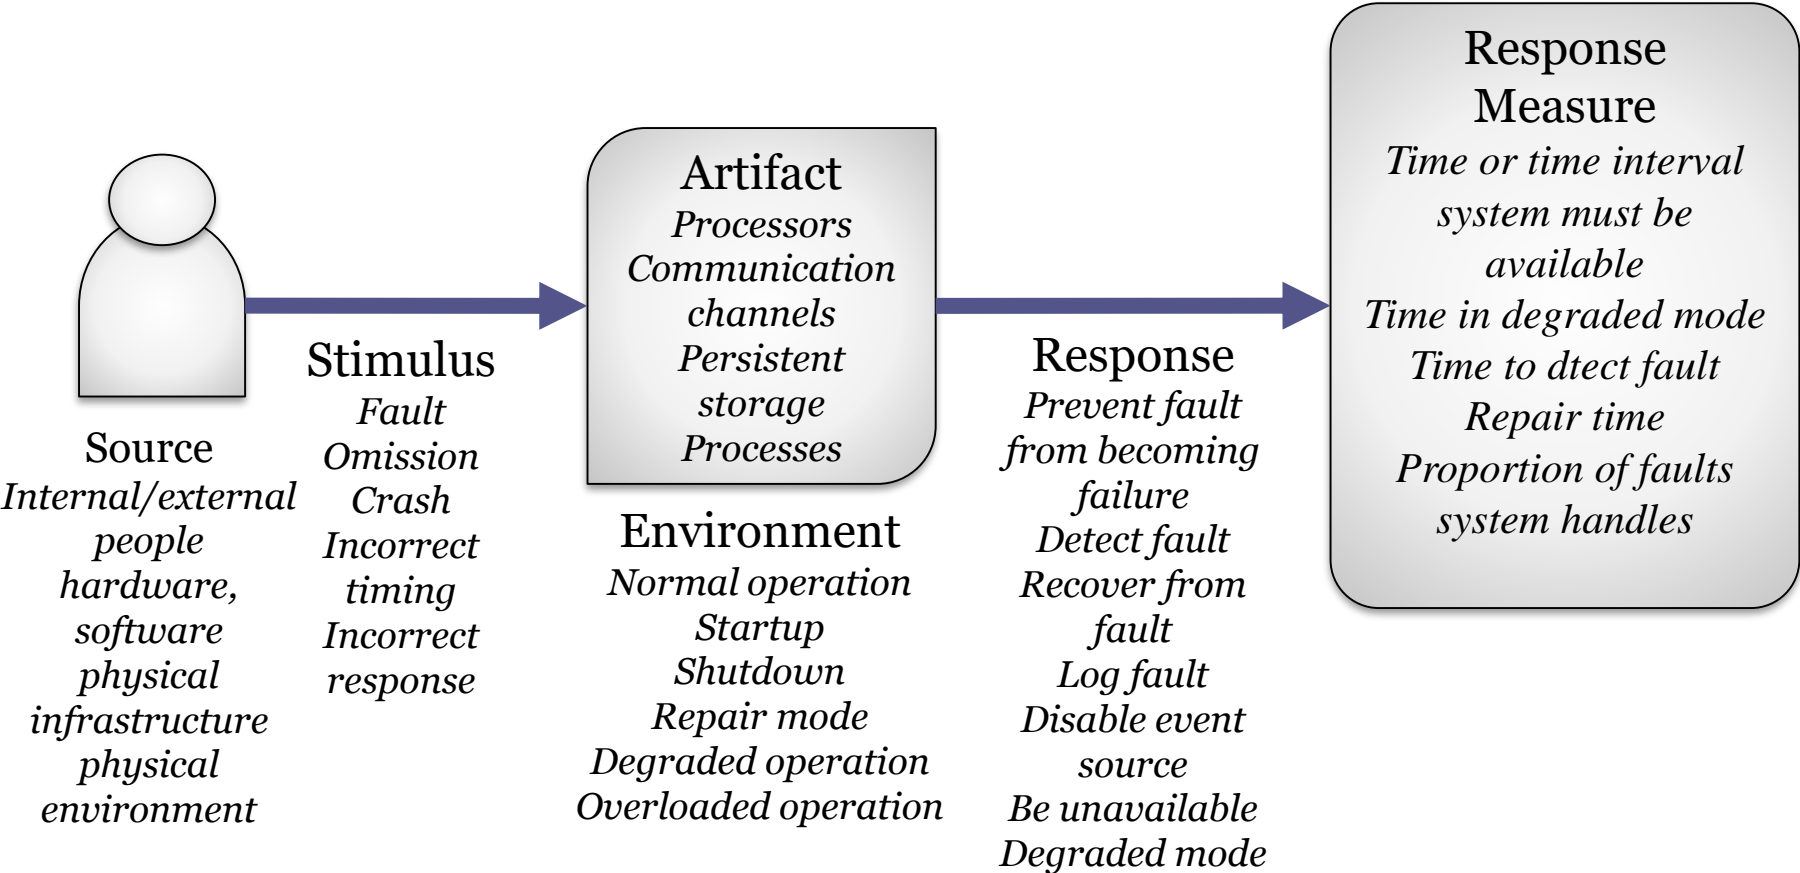 Source
Internal/external
people
hardware,
software
physical
infrastructure
physical
environment
Stimulus
Fault
Omission
Crash
Incorrect
timing
Incorrect
response
Artifact
Processors
Communication
channels
Persistent
storage
Processes
Environment
Normal operation
Startup
Shutdown
Repair mode
Degraded operation
Overloaded operation
Response
Prevent fault
from becoming
failure
Detect fault
Recover from
fault
Log fault
Disable event
source
Be unavailable
Degraded mode
Response
Measure
Time or time interval
system must be
available
Time in degraded mode
Time to dtect fault
Repair time
Proportion of faults
system handles